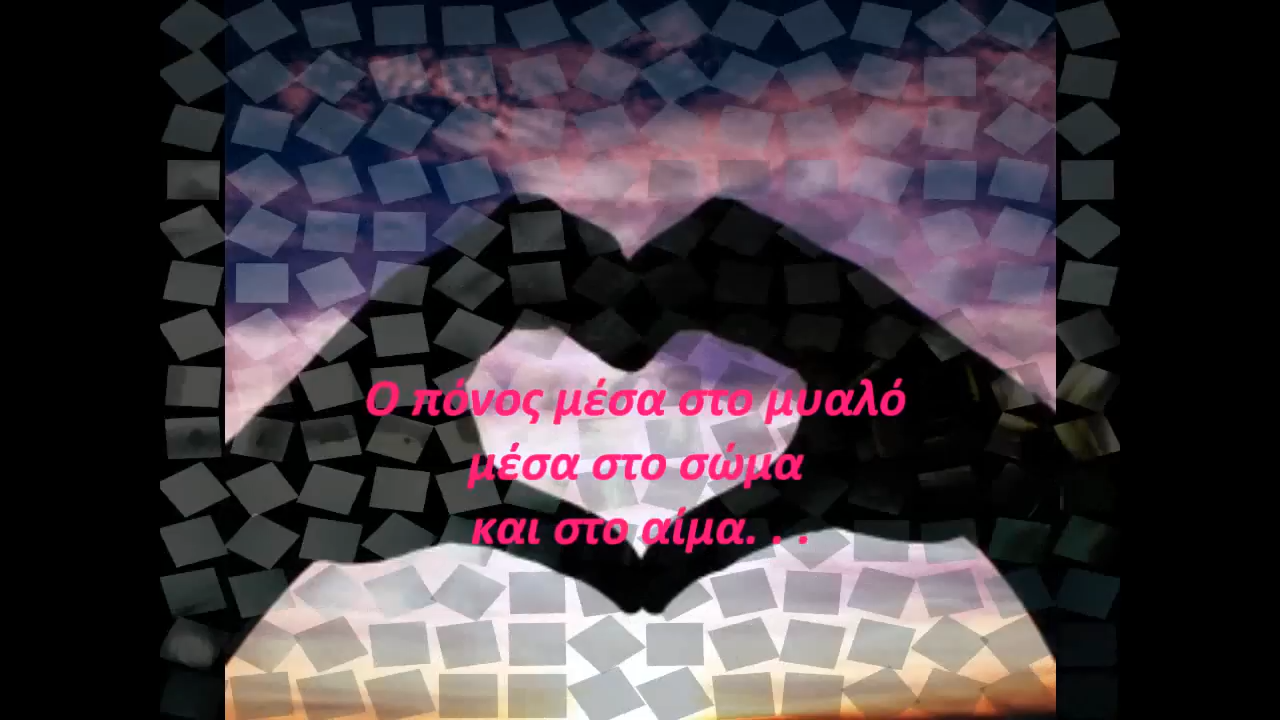 Ο πόνος μέσα στο μυαλό
μέσα στο σώμα
και στο αίμα. . .